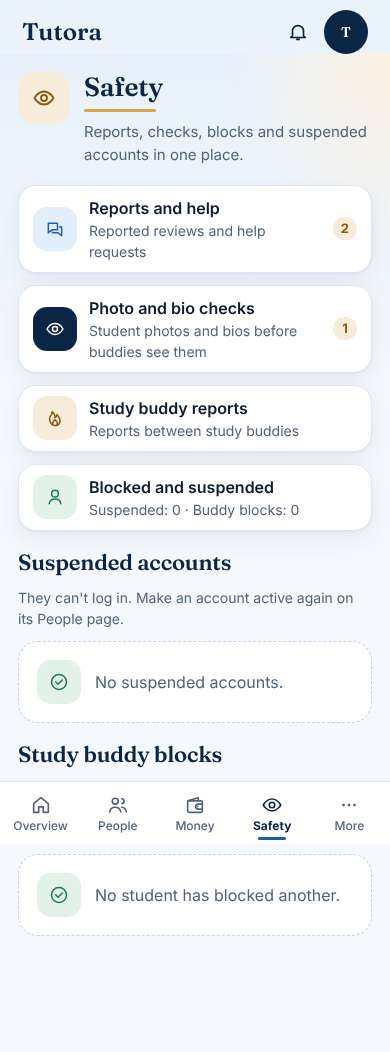 Tutora
T
Safety
Reports, checks, blocks and suspended
accounts in one place.
Reports and help
Reported reviews and help
requests
2
Photo and bio checks
Student photos and bios before
buddies see them
1
Study buddy reports
Reports between study buddies
Blocked and suspended
Suspended: 0 · Buddy blocks: 0
Suspended accounts
They can't log in. Make an account active again on
its People page.
No suspended accounts.
Study buddy blocks
Overview
People
Money
Safety
More
No student has blocked another.